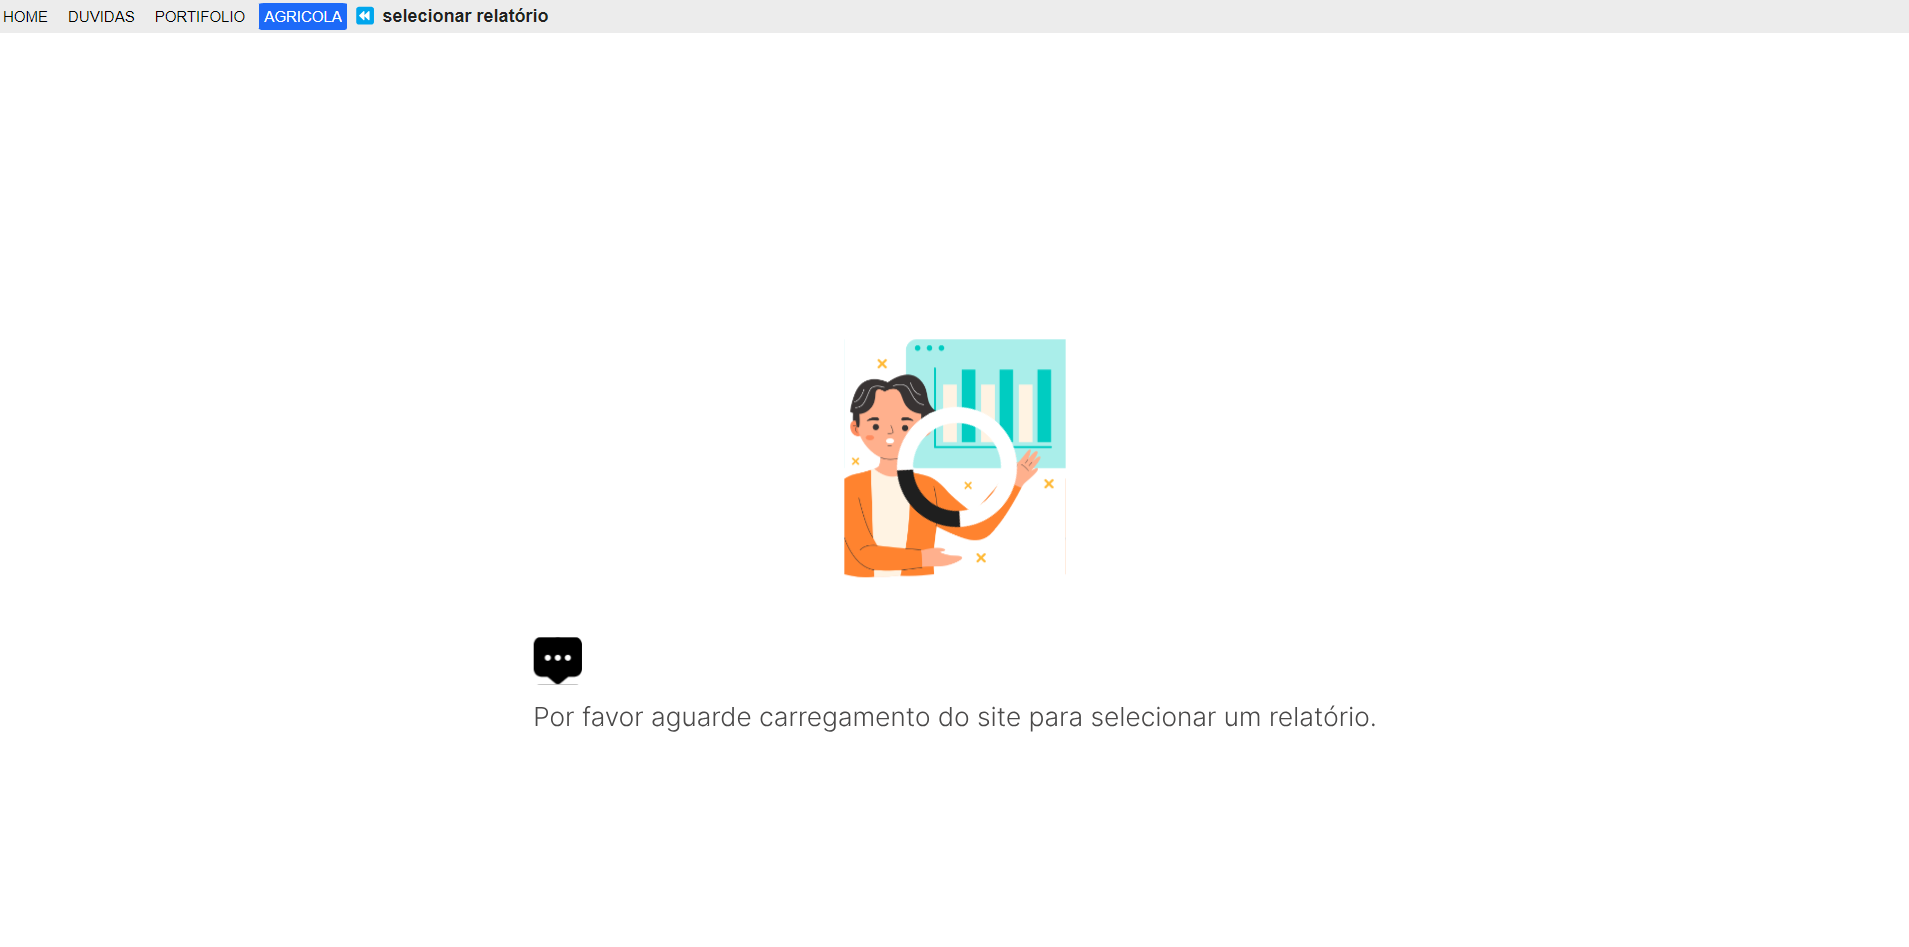 HOME DUVIDAS PORTIFOLIO AGRICOLA selecionar relatório
Por favor aguarde carregamento do site para selecionar um relatório.